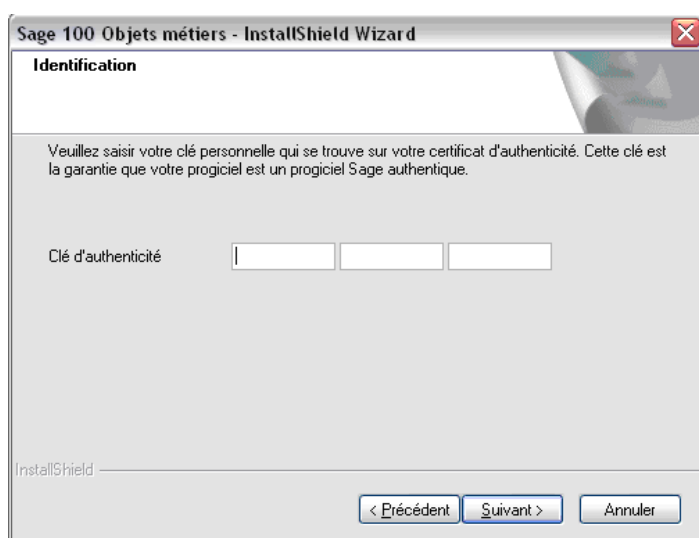 Sage 100 Objets métiers - InstallShield Wizard
Identification
Veuillez saisir votre clé personnelle qui se trouve sur votre certificat d'authenticité. Cette clé est
la garantie que votre progiciel est un progiciel Sage authentique.
Clé d'authenticité
InstallShield
< Précédent Suivant > Annuler